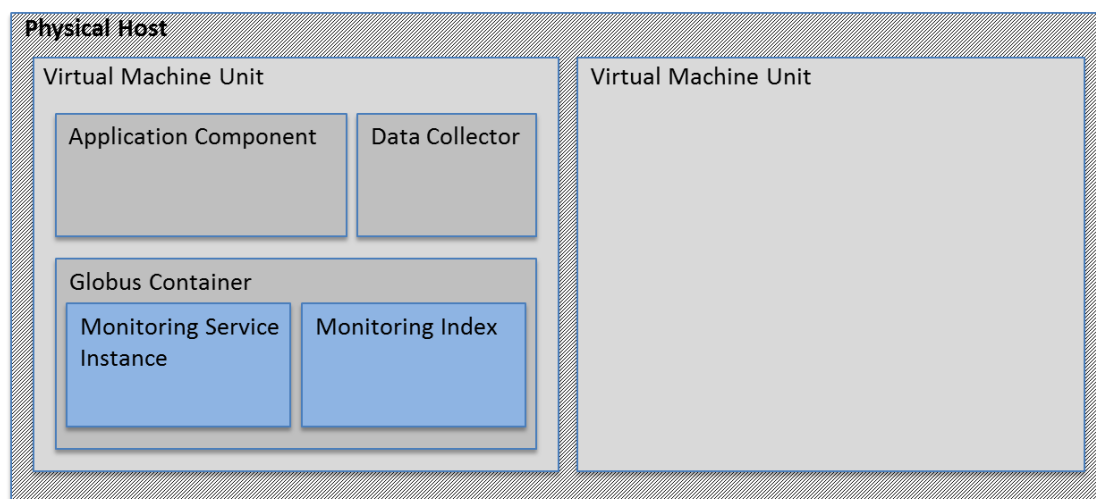 Physical Host
Virtual Machine Unit
Application Component
Data Collector
Globus Container
Monitoring Service
Instance
Monitoring Index
Virtual Machine Unit